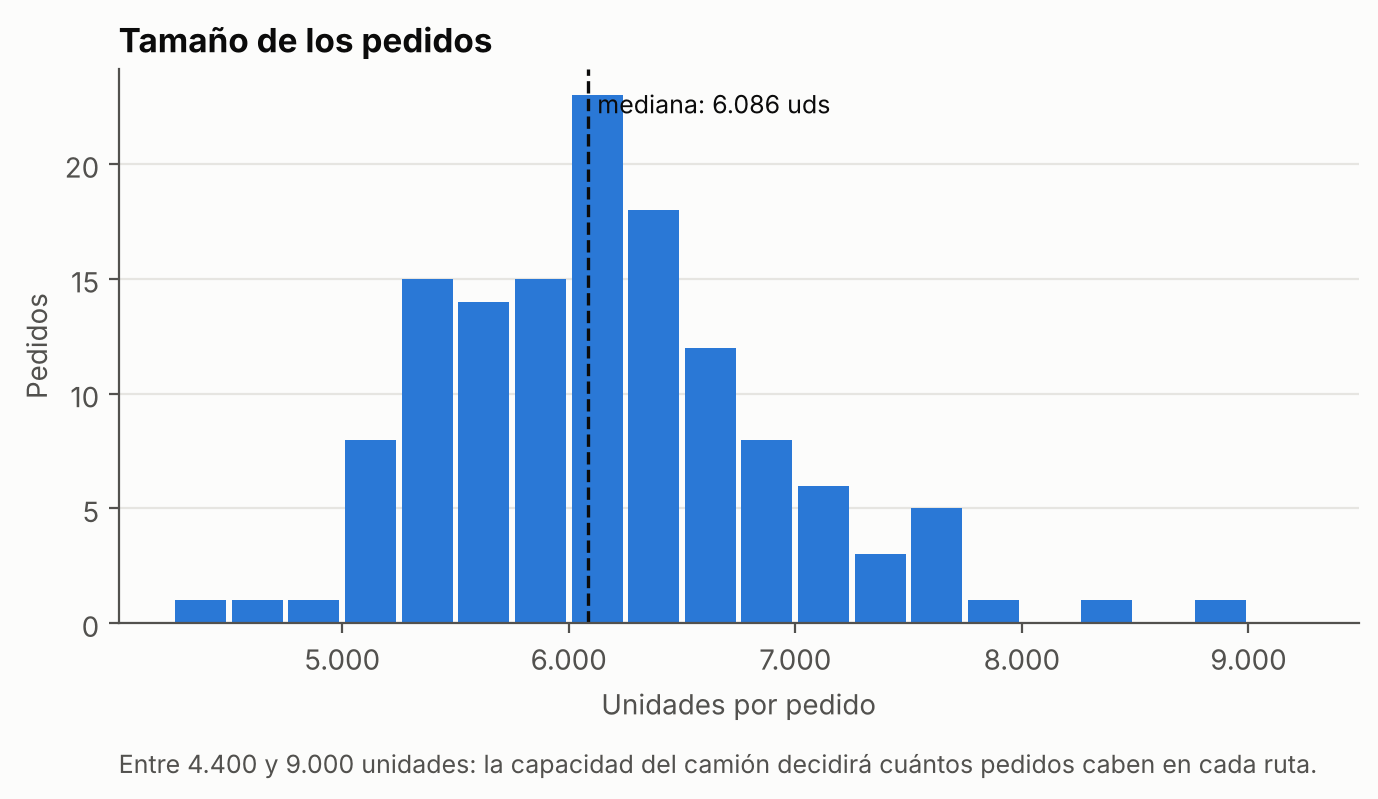 Tamaño de los pedidos
mediana: 6.086 uds
20
15
10
5
0
Pedidos
5.000 6.000 7.000 8.000 9.000
Unidades por pedido
Entre 4.400 y 9.000 unidades: la capacidad del camión decidirá cuántos pedidos caben en cada ruta.